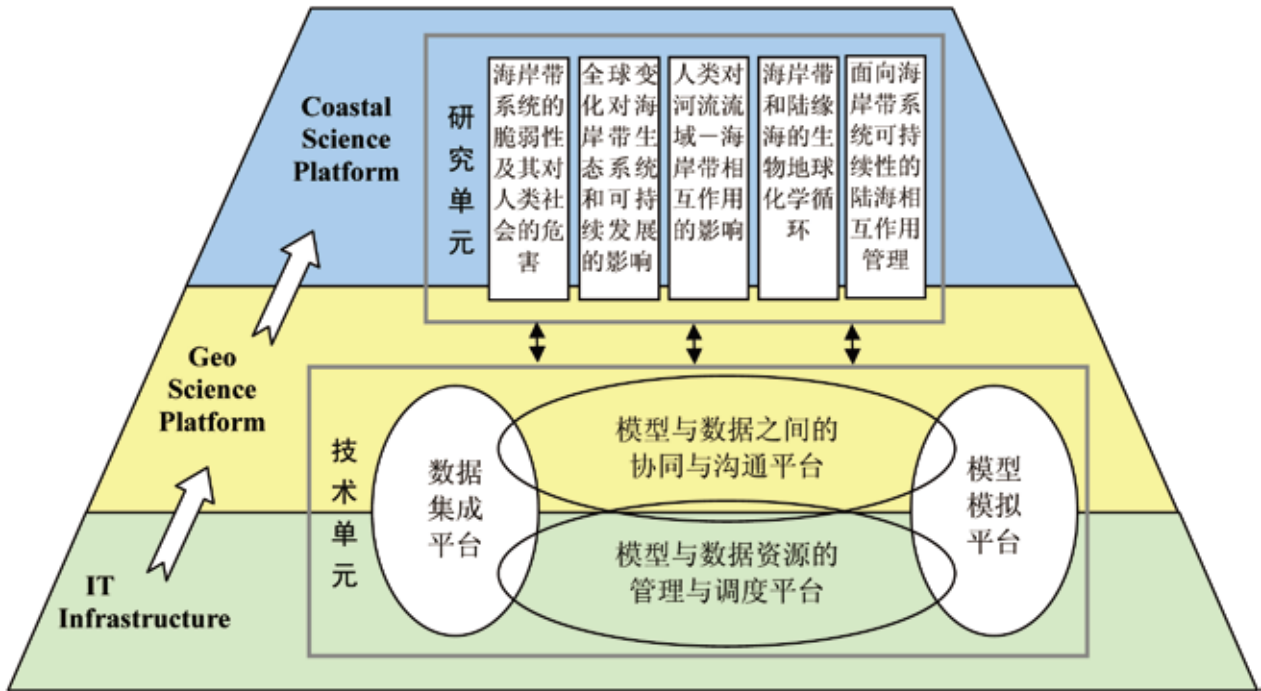 Coastal
Science
Platform
研
究
单
元
海岸带
系统的
脆弱性
及其对
人类社
会的危
害
全球变
化对海
岸带生
态系统
和可持
续发展
的影响
人类对
河流流
域－海
岸带相
互作用
的影响
海岸带
和陆缘
海的生
物地球
化学循
环
面向海
岸带系
统可持
续性的
陆海相
互作用
管理
Geo
Science
Platform
技
术
单
元
数据
集成
平台
模型与数据之间的
协同与沟通平台
模型与数据资源的
管理与调度平台
模型
模拟
平台
IT
Infrastructure